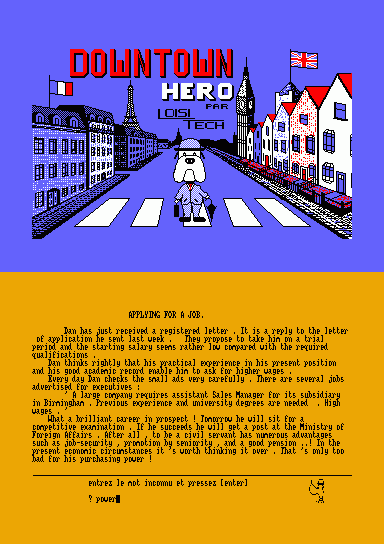 DOWNTOWN
HERO
PAR
LOISI
TECH
APPLYING FOR A JOB.
Dan has just received a registered letter . It is a reply to the letter
of application he sent last week . They propose to take him on a trial
period and the starting salary seems rather low compared with the required
qualifications .
Dan thinks rightly that his practical experience in his present position
and his good academic record enable him to ask for higher wages .
Every day Dan checks the small ads very carefully . There are several jobs
advertised for executives :
' A large company requires assistant Sales Manager for its subsidiary
in Birmingham . Previous experience and university degrees are needed . High
wages . '
What a brilliant career in prospect ! Tomorrow he will sit for a
competitive examination . If he succeeds he will get a post at the Ministry of
Foreign Affairs . After all , to be a civil servant has numerous advantages
such as job-security , promotion by seniority , and a good pension ..! In the
present economic circumstances it 's worth thinking it over . That 's only too
bad for his purchasing power !
entrez le mot inconnu et pressez [enter]
? power